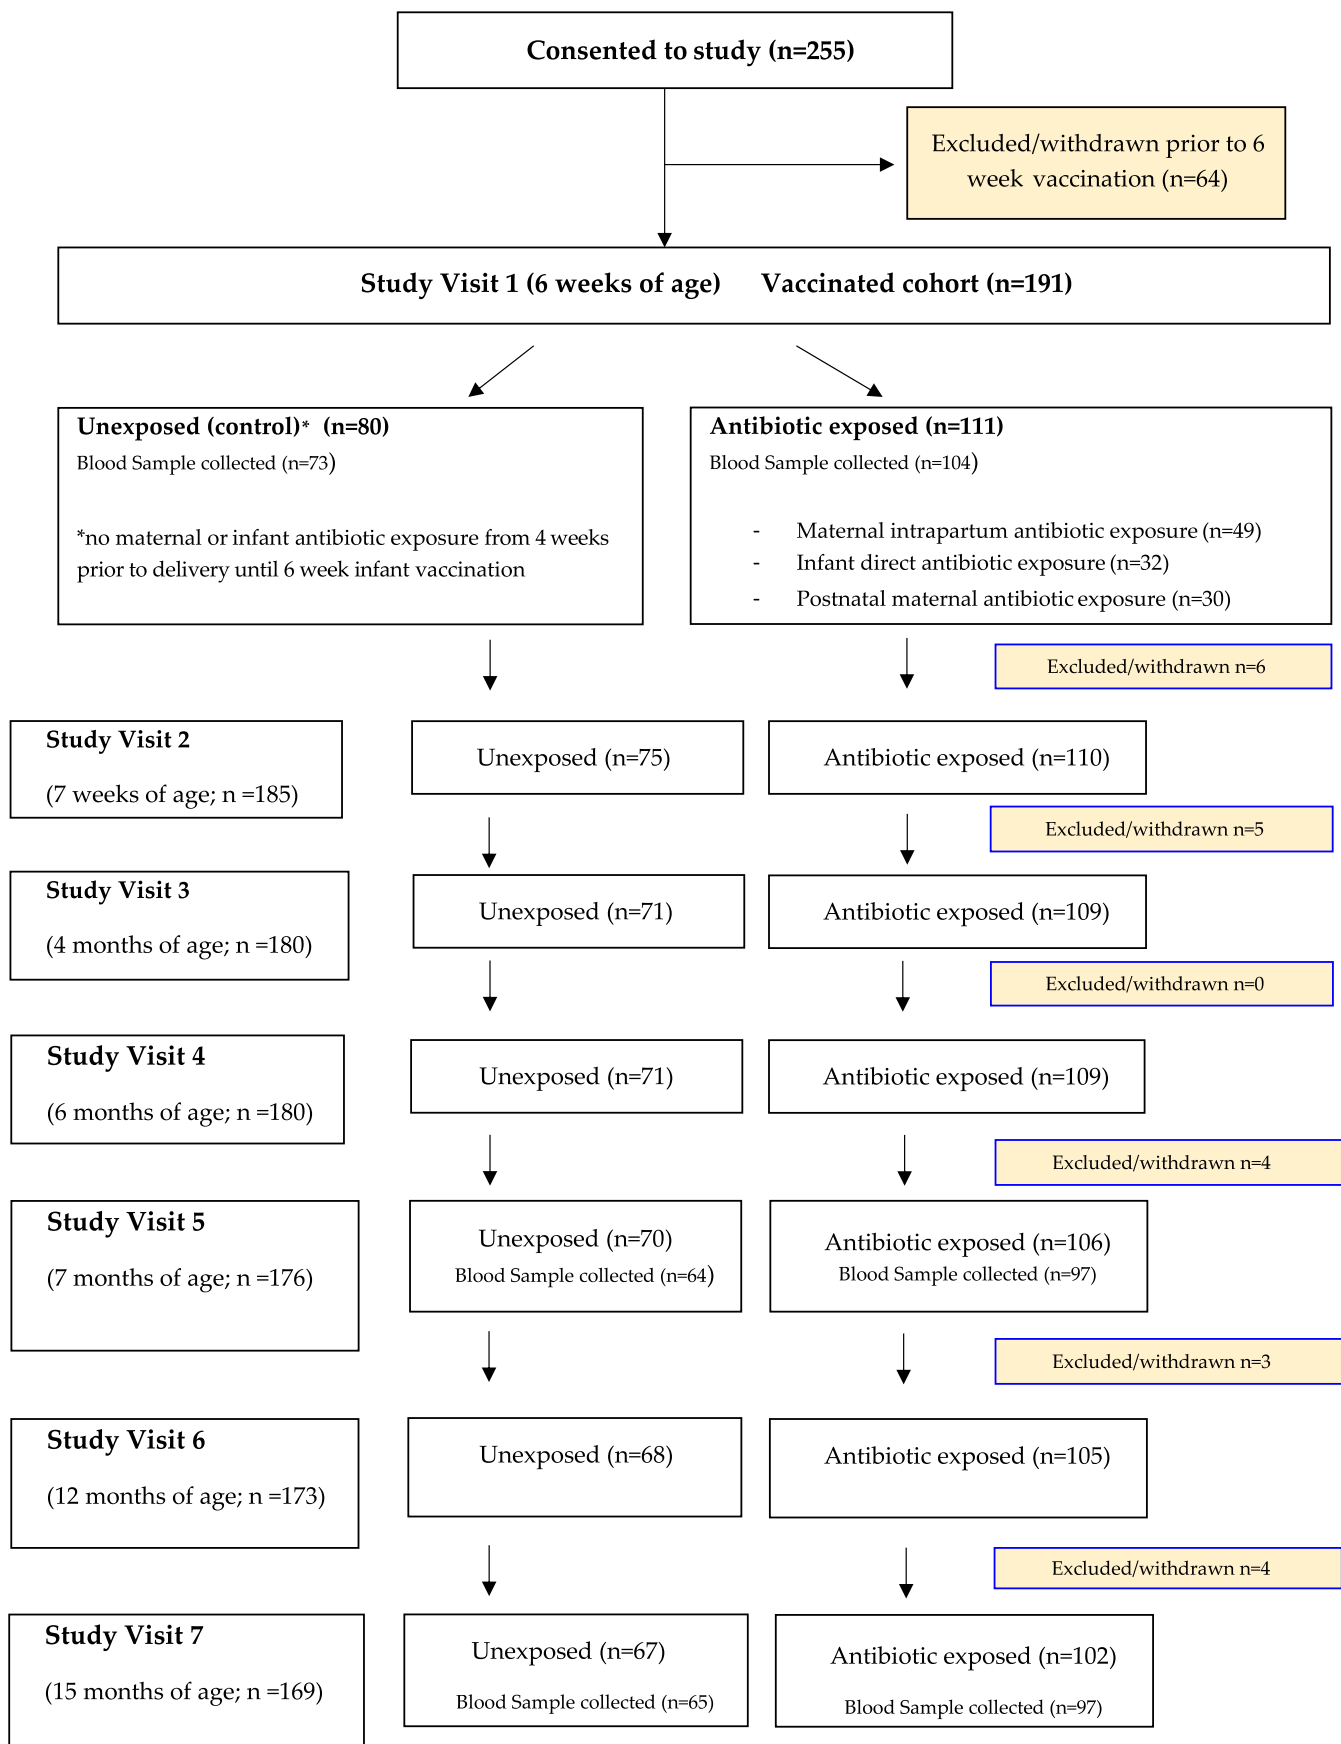 Consented to study (n=255)
Excluded/withdrawn prior to 6
week vaccination (n=64)
Study Visit 1 (6 weeks of age) Vaccinated cohort (n=191)
Unexposed (control)* (n=80)
Blood Sample collected (n=73)
*no maternal or infant antibiotic exposure from 4 weeks
prior to delivery until 6 week infant vaccination
Antibiotic exposed (n=111)
Blood Sample collected (n=104)
- Maternal intrapartum antibiotic exposure (n=49)
- Infant direct antibiotic exposure (n=32)
- Postnatal maternal antibiotic exposure (n=30)
Excluded/withdrawn n=6
Study Visit 2
(7 weeks of age; n =185)
Unexposed (n=75)
Antibiotic exposed (n=110)
Excluded/withdrawn n=5
Study Visit 3
(4 months of age; n =180)
Unexposed (n=71)
Antibiotic exposed (n=109)
Excluded/withdrawn n=0
Study Visit 4
(6 months of age; n =180)
Unexposed (n=71)
Antibiotic exposed (n=109)
Excluded/withdrawn n=4
Study Visit 5
(7 months of age; n =176)
Unexposed (n=70)
Blood Sample collected (n=64)
Antibiotic exposed (n=106)
Blood Sample collected (n=97)
Excluded/withdrawn n=3
Study Visit 6
(12 months of age; n =173)
Unexposed (n=68)
Antibiotic exposed (n=105)
Excluded/withdrawn n=4
Study Visit 7
(15 months of age; n =169)
Unexposed (n=67)
Blood Sample collected (n=65)
Antibiotic exposed (n=102)
Blood Sample collected (n=97)